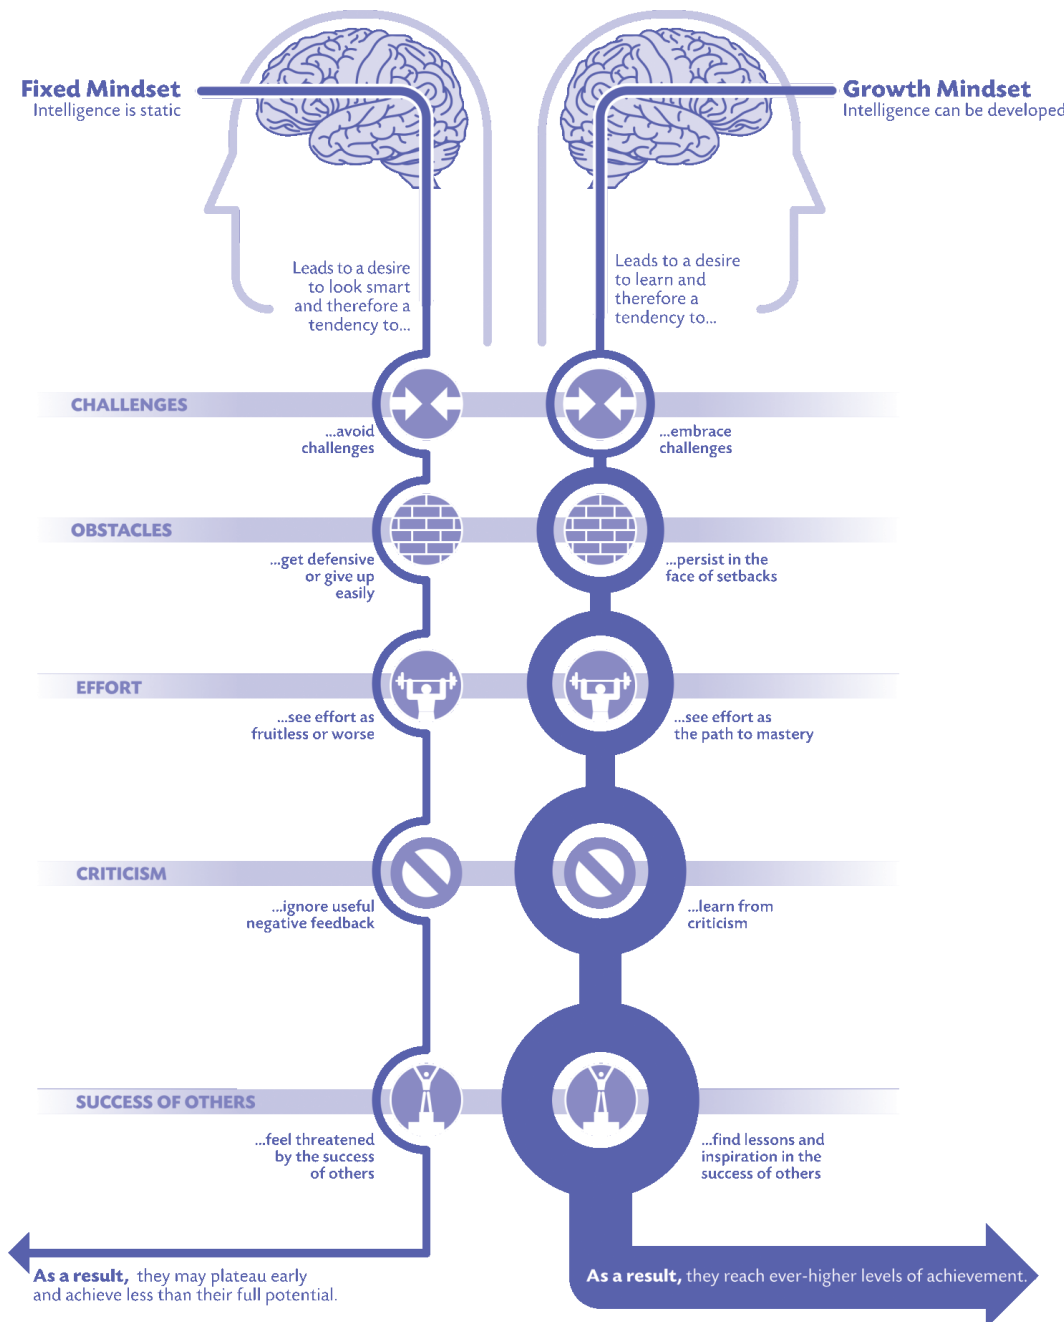 Fixed Mindset
Intelligence is static
Growth Mindset
Intelligence can be developed
Leads to a desire
to look smart
and therefore a
tendency to...
Leads to a desire
to learn and
therefore a
tendency to...
CHALLENGES
...avoid
challenges
...embrace
challenges
OBSTACLES
...get defensive
or give up
easily
...persist in the
face of setbacks
EFFORT
...see effort as
fruitless or worse
...see effort as
the path to mastery
CRITICISM
...ignore useful
negative feedback
...learn from
criticism
SUCCESS OF OTHERS
...feel threatened
by the success
of others
...find lessons and
inspiration in the
success of others
As a result, they may plateau early
and achieve less than their full potential.
As a result, they reach ever-higher levels of achievement.